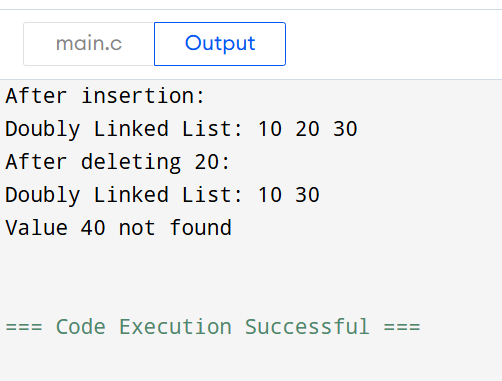 main.c Output
After insertion:
Doubly Linked List: 10 20 30
After deleting 20:
Doubly Linked List: 10 30
Value 40 not found
=== Code Execution Successful ===